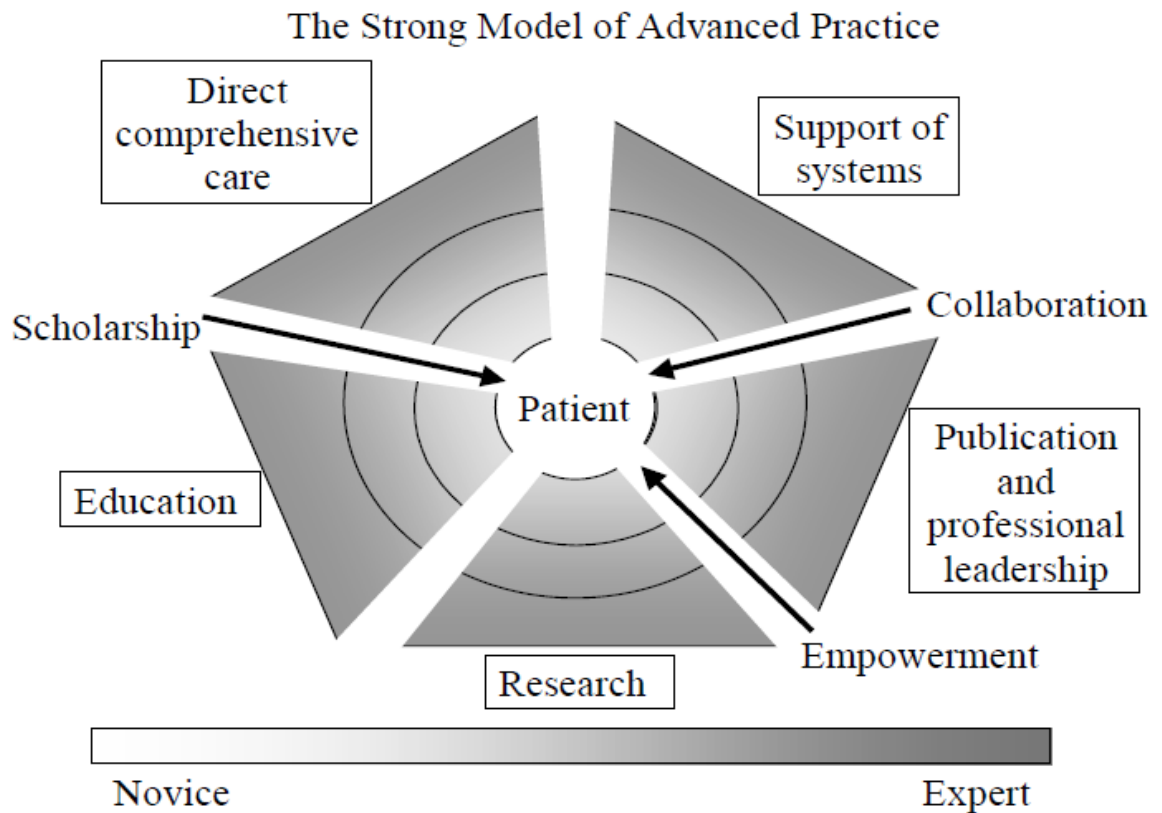 The Strong Model of Advanced Practice
Direct
comprehensive
care
Support of
systems
Scholarship
Collaboration
Patient
Education
Publication
and
professional
leadership
Research
Empowerment
Novice
Expert